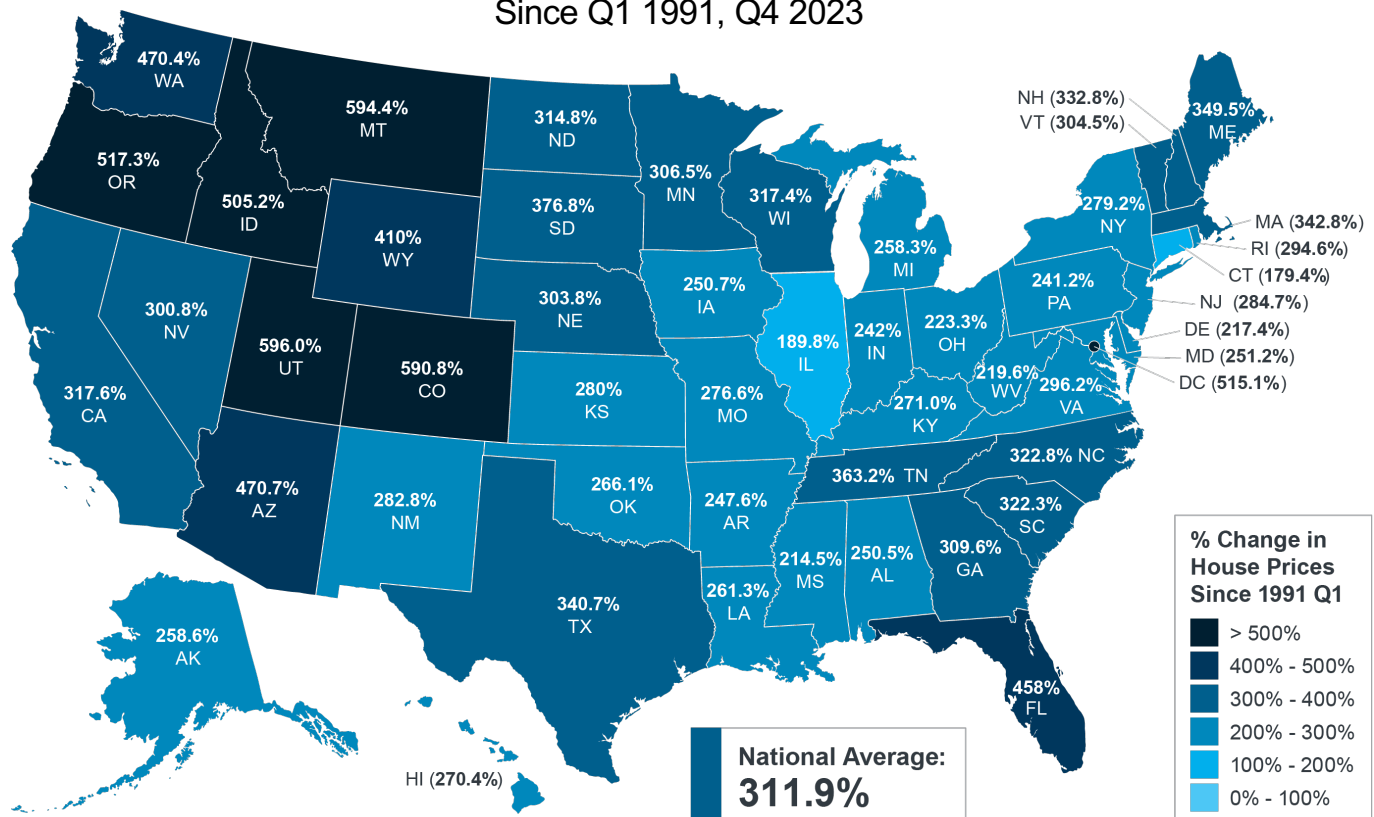 Since Q1 1991, Q4 2023
470.4%
WA
594.4%
MT
517.3%
OR
505.2%
ID
410%
WY
314.8%
ND
376.8%
SD
303.8%
NE
306.5%
MN
317.4%
WI
258.3%
MI
250.7%
IA
189.8%
IL
242%
IN
223.3%
OH
241.2%
PA
279.2%
NY
349.5%
ME
NH (332.8%)
VT (304.5%)
MA (342.8%)
RI (294.6%)
CT (179.4%)
NJ (284.7%)
DE (217.4%)
MD (251.2%)
DC (515.1%)
300.8%
NV
317.6%
CA
596.0%
UT
590.8%
CO
280%
KS
276.6%
MO
271.0%
KY
219.6%
WV
296.2%
VA
363.2% TN
322.8% NC
322.3%
SC
309.6%
GA
250.5%
AL
214.5%
MS
261.3%
LA
247.6%
AR
266.1%
OK
340.7%
TX
282.8%
NM
470.7%
AZ
258.6%
AK
HI (270.4%)
458%
FL
National Average:
311.9%
% Change in
House Prices
Since 1991 Q1
> 500%
400% - 500%
300% - 400%
200% - 300%
100% - 200%
0% - 100%